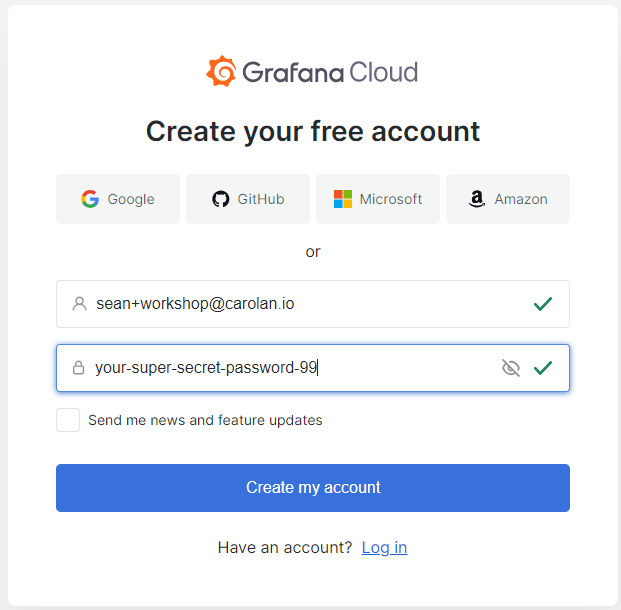 Grafana Cloud
Create your free account
Google GitHub Microsoft Amazon
or
sean+workshop@carolan.io
your-super-secret-password-99
Send me news and feature updates
Create my account
Have an account? Log in